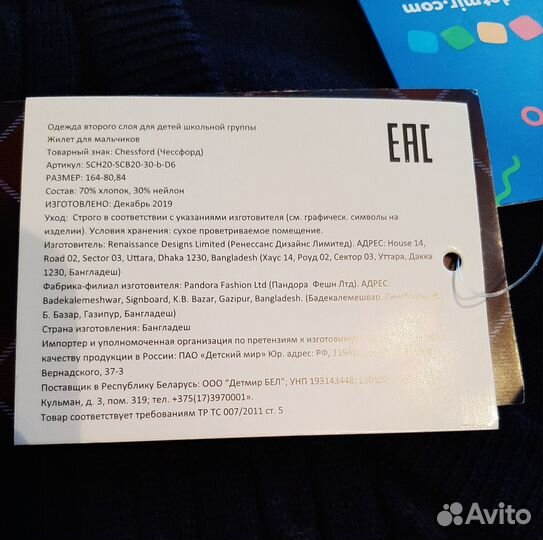 detmir.com
Одежда второго слоя для детей школьной группы
Жилет для мальчиков
Товарный знак: Chessford (Чессфорд)
Артикул: SCH20-SCB20-30-b-D6
РАЗМЕР: 164-80,84
Состав: 70% хлопок, 30% нейлон
ИЗГОТОВЛЕНО: Декабрь 2019
Уход: Строго в соответствии с указаниями изготовителя (см. графическ. символы на
изделии). Условия хранения: сухое проветриваемое помещение.
Изготовитель: Renaissance Designs Limited (Ренессанс Дизайнс Лимитед). АДРЕС: House 14,
Road 02, Sector 03, Uttara, Dhaka 1230, Bangladesh (Хаус 14, Роуд 02, Сектор 03, Уттара, Дакка
1230, Бангладеш)
Фабрика-филиал изготовителя: Pandora Fashion Ltd (Пандора Фешн Лтд). АДРЕС:
Badekalemeshwar, Signboard, K.B. Bazar, Gazipur, Bangladesh. (Бадекалемешвар, К.
Б. Базар, Газипур, Бангладеш)
Страна изготовления: Бангладеш
Импортер и уполномоченная организация по претензиям к изготовит
качеству продукции в России: ПАО «Детский мир» Юр. адрес: РФ,
Вернадского, 37-3
Поставщик в Республику Беларусь: ООО "Детмир БЕЛ"; УНП 193143448;
Кульман, д. 3, пом. 319; тел. +375(17)3970001».
Товар соответствует требованиям ТР ТС 007/2011 ст. 5
EAC
Avito